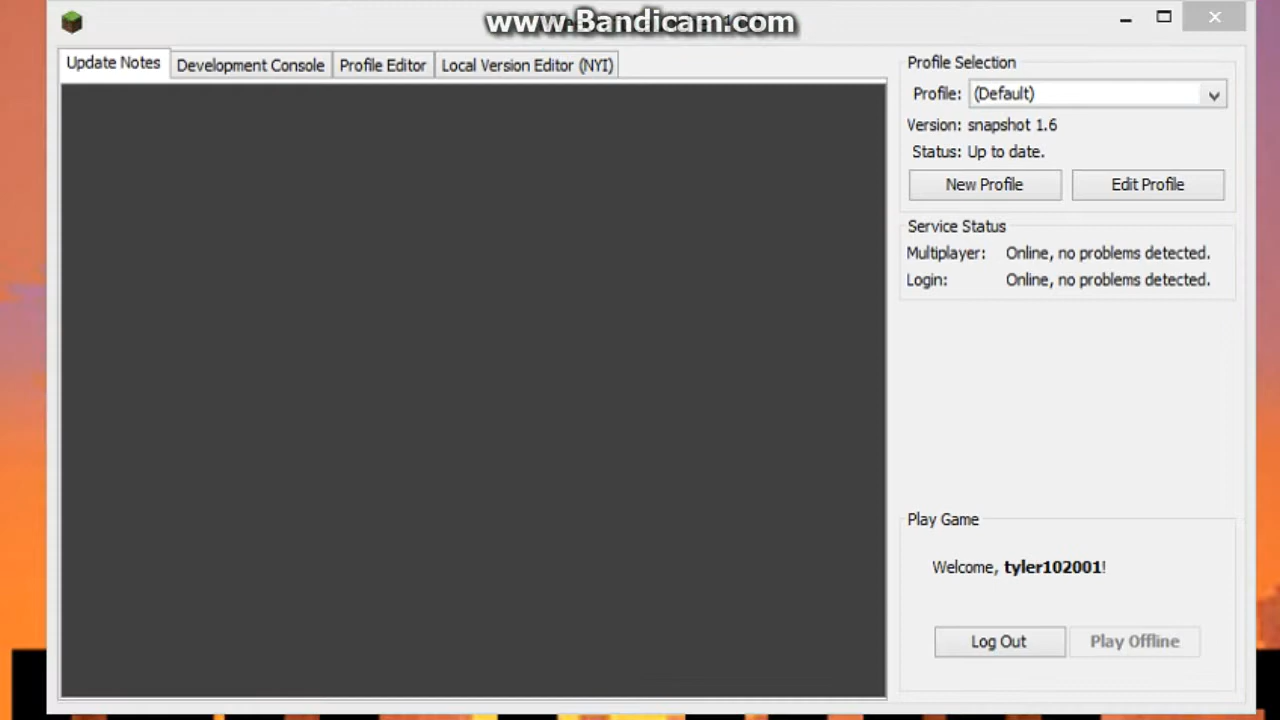 www.Bandicam.com
Update Notes Development Console Profile Editor Local Version Editor (NYI)
Profile Selection
Profile: (Default)
Version: snapshot 1.6
Status: Up to date.
New Profile Edit Profile
Service Status
Multiplayer: Online, no problems detected.
Login: Online, no problems detected.
Play Game
Welcome, tyler102001!
Log Out Play Offline